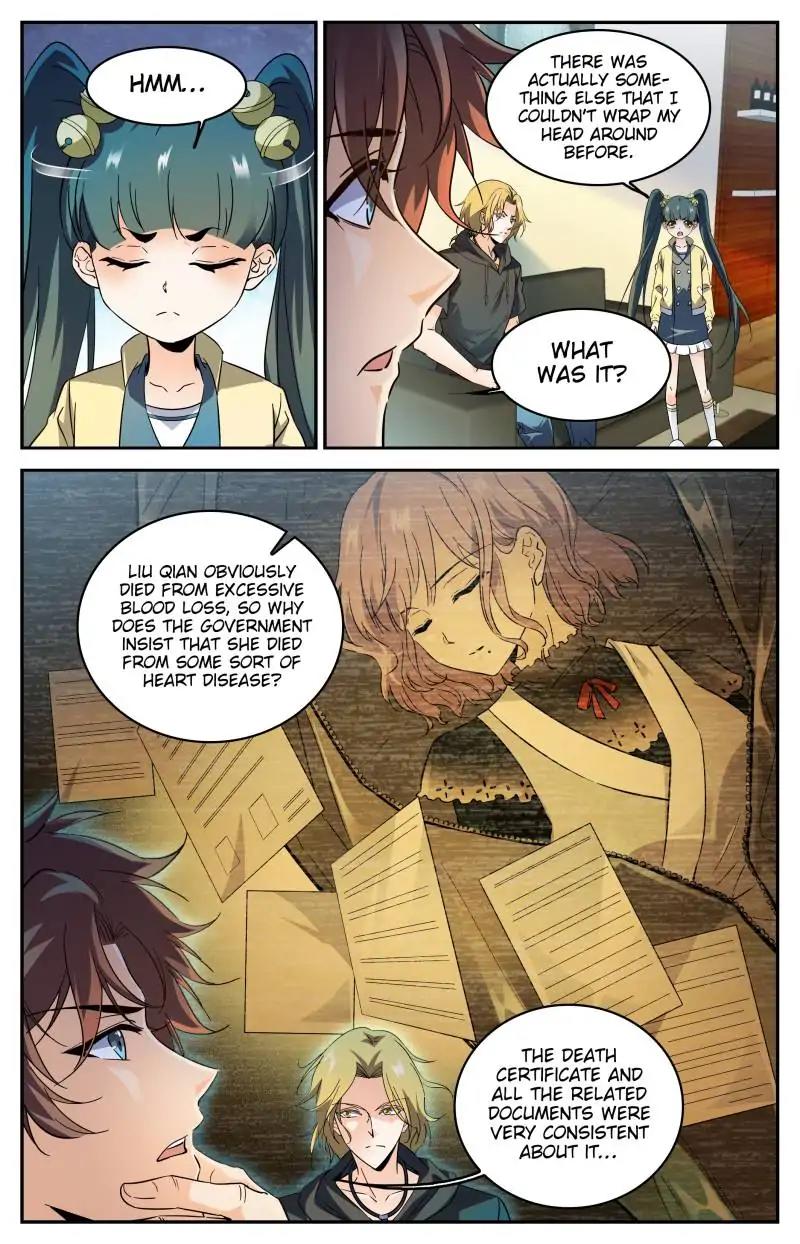 HMM...
THERE WAS
ACTUALLY SOME-
THING ELSE THAT I
COULDN'T WRAP MY
HEAD AROUND
BEFORE.
WHAT
WAS IT?
LIU QIAN OBVIOUSLY
DIED FROM EXCESSIVE
BLOOD LOSS, SO WHY
DOES THE GOVERNMENT
INSIST THAT SHE DIED
FROM SOME SORT OF
HEART DISEASE?
THE DEATH
CERTIFICATE AND
ALL THE RELATED
DOCUMENTS WERE
VERY CONSISTENT
ABOUT IT...